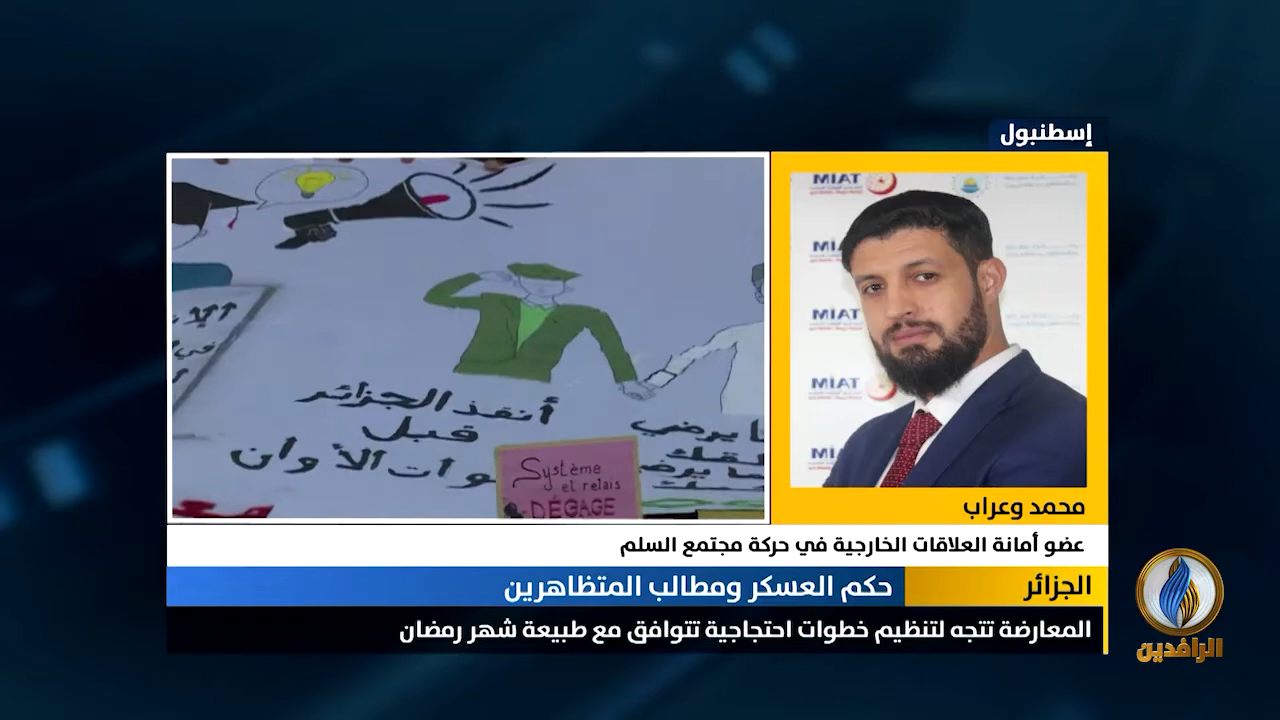 إسطنبول
TAIM
محمد وعراب
عضو أمانة العلاقات الخارجية في حركة مجتمع السلم
الجزائر
حكم العسكر ومطالب المتظاهرين
المعارضة تتجه لتنظيم خطوات احتجاجية تتوافق مع طبيعة شهر رمضان
أنقذ الجزائر
قبل
الأوان
Système
et relais
DÉGAGE
الرافدين